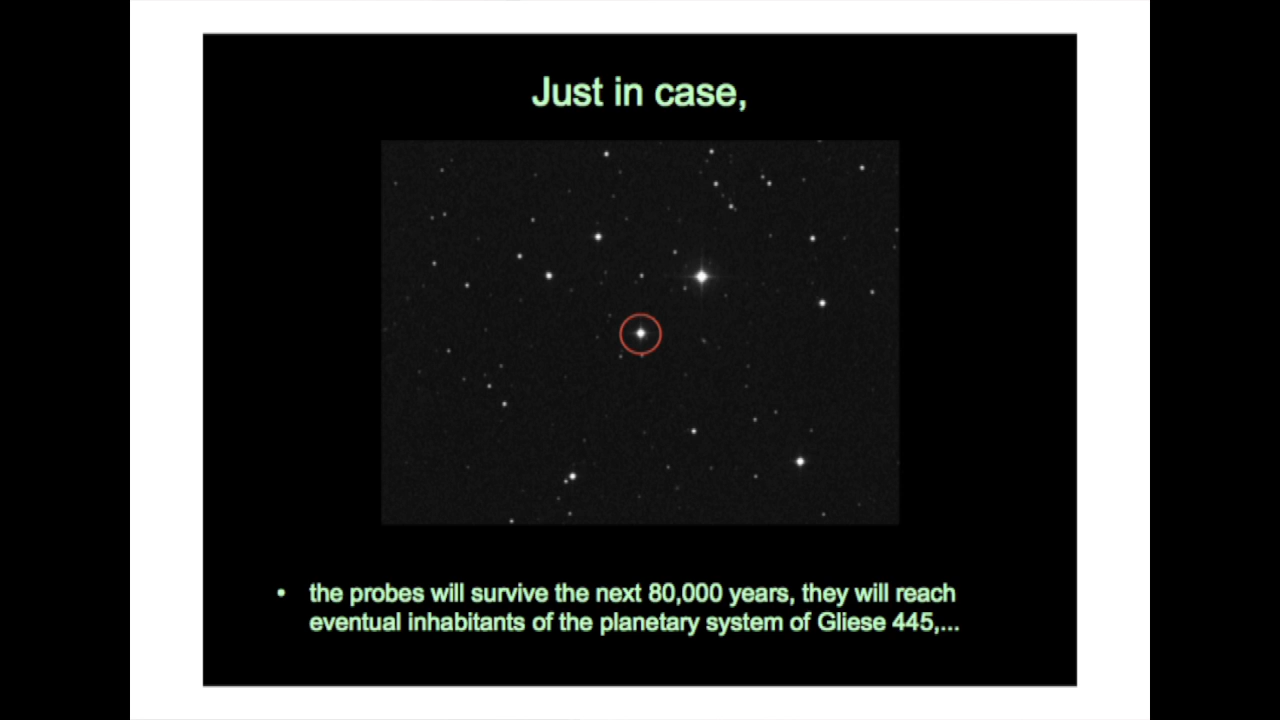 Just in case,
• the probes will survive the next 80,000 years, they will reach
eventual inhabitants of the planetary system of Gliese 445,...